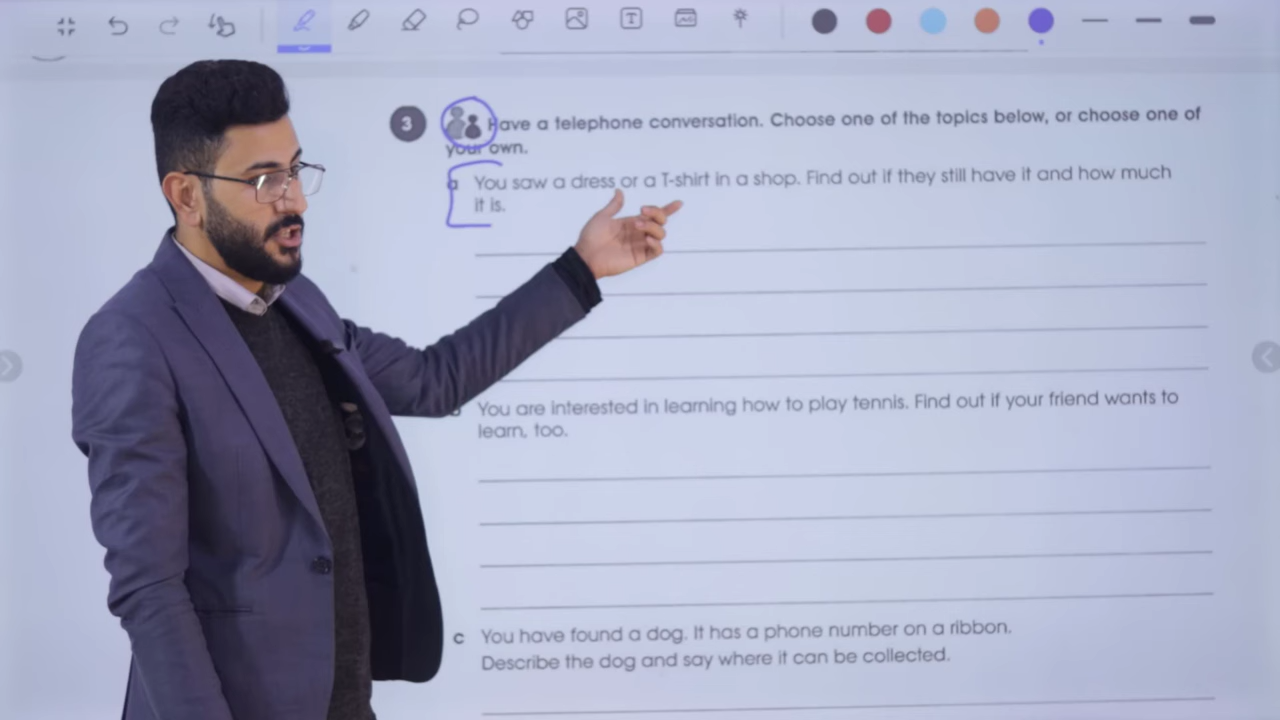 3 Have a telephone conversation. Choose one of the topics below, or choose one of
your own.
a You saw a dress or a T-shirt in a shop. Find out if they still have it and how much
it is.
b You are interested in learning how to play tennis. Find out if your friend wants to
learn, too.
c You have found a dog. It has a phone number on a ribbon.
Describe the dog and say where it can be collected.